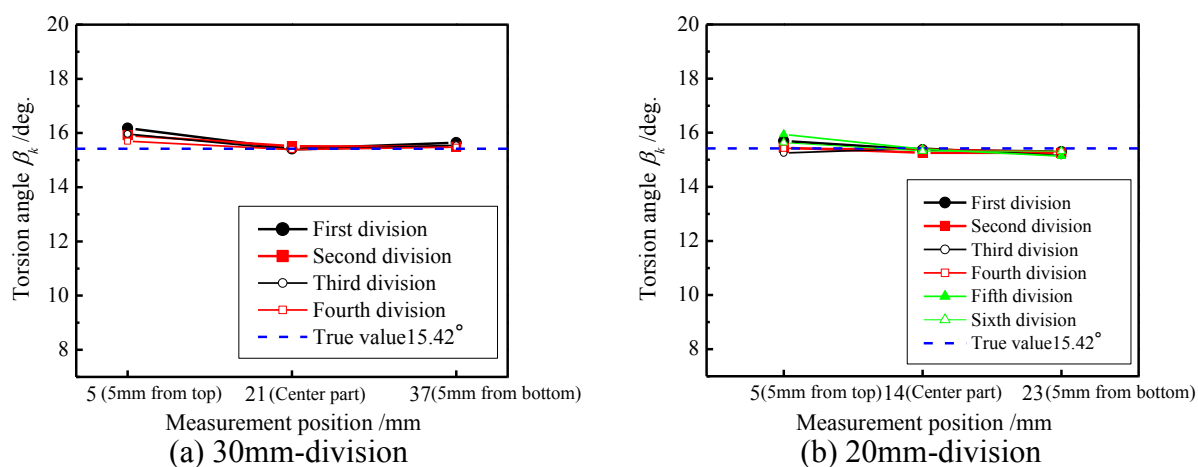 20
18
16
14
12
10
8
Torsion angle βk /deg.
First division
Second division
Third division
Fourth division
True value15.42°
5 (5mm from top) 21 (Center part) 37(5mm from bottom)
Measurement position /mm
(a) 30mm-division
20
18
16
14
12
10
8
Torsion angle βk /deg.
First division
Second division
Third division
Fourth division
Fifth division
Sixth division
True value15.42°
5(5mm from top) 14(Center part) 23(5mm from bottom)
Measurement position /mm
(b) 20mm-division